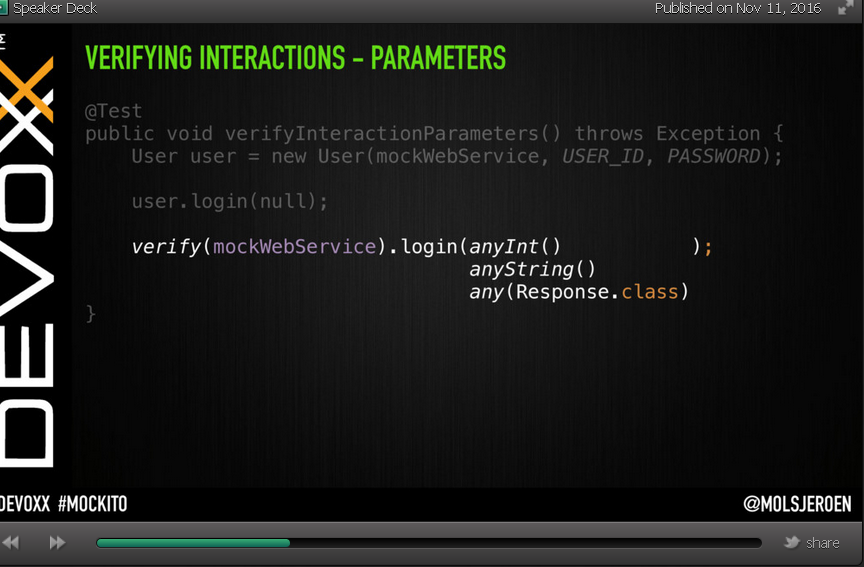 Speaker Deck
Published on Nov 11, 2016
DEVOXX
VERIFYING INTERACTIONS - PARAMETERS
@Test
public void verifyInteractionParameters() throws Exception {
User user = new User(mockWebService, USER_ID, PASSWORD);
user.login(null);
verify(mockWebService).login(anyInt() );
anyString()
any(Response.class)
}
DEVOXX #MOCKITO
@MOLSJEROEN
share